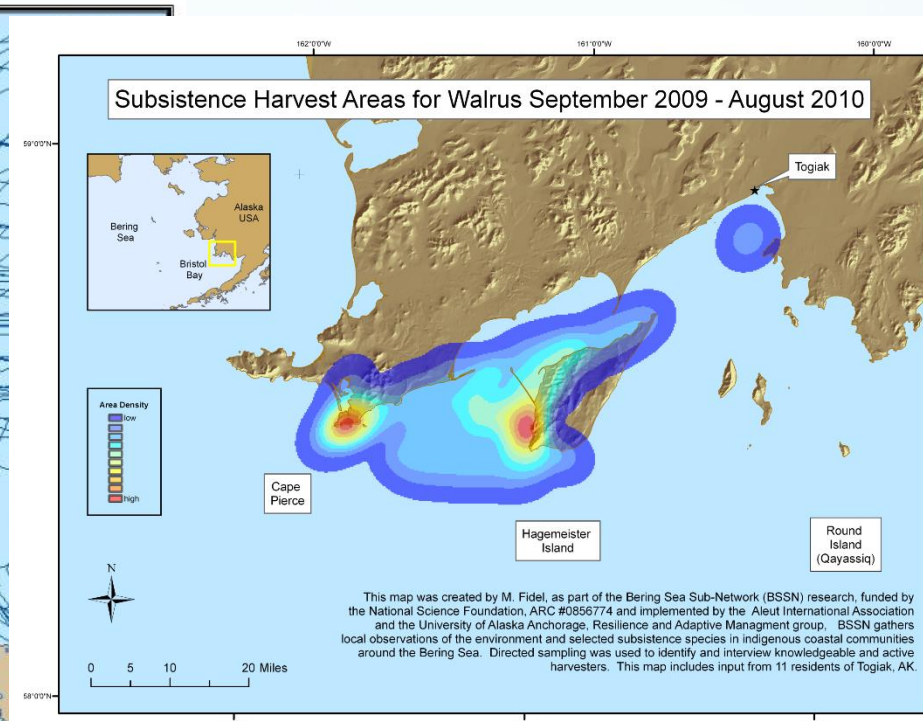 162°0'0"W
161°0'0"W
160°0'0"W
Subsistence Harvest Areas for Walrus September 2009 - August 2010
59°0'0"N
Togiak
Bering
Sea
Alaska
USA
Bristol
Bay
Area Density
low
high
Cape
Pierce
Hagemeister
Island
Round
Island
(Qayassiq)
N
This map was created by M. Fidel, as part of the Bering Sea Sub-Network (BSSN) research, funded by
the National Science Foundation, ARC #0856774 and implemented by the Aleut International Association
and the University of Alaska Anchorage, Resilience and Adaptive Managment group, BSSN gathers
local observations of the environment and selected subsistence species in indigenous coastal communities
around the Bering Sea. Directed sampling was used to identify and interview knowledgeable and active
harvesters. This map includes input from 11 residents of Togiak, AK.
0 5 10 20 Miles
58°0'0"N